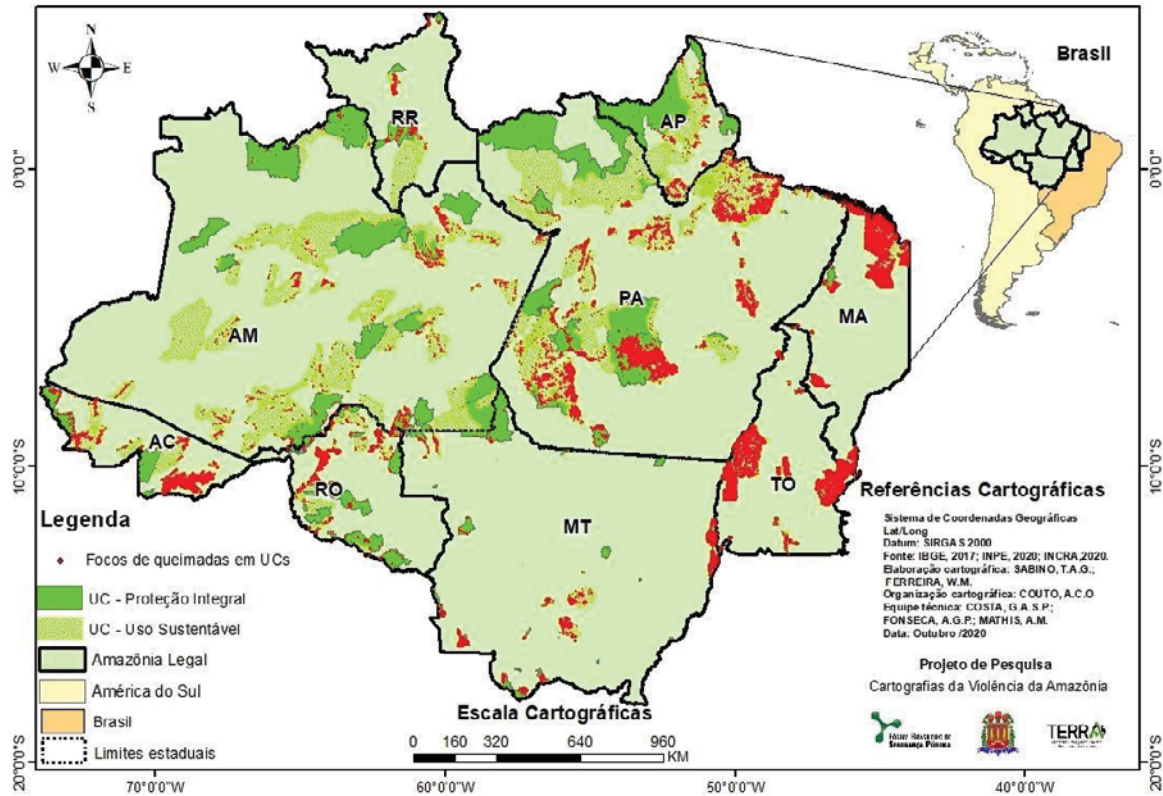 N
W
E
S
Brasil
RR
AP
AM
PA
MA
AC
RO
TO
MT
0°0'0"
0°0'0"
10°0'0"S
10°0'0"S
20°0'0"S
20°0'0"S
70°0'0"W
60°0'0"W
50°0'0"W
40°0'0"W
Legenda
Focos de queimadas em UCs
UC - Proteção Integral
UC - Uso Sustentável
Amazônia Legal
América do Sul
Brasil
Limites estaduais
Escala Cartográficas
0 160 320 640 960
KM
Referências Cartográficas
Sistema de Coordenadas Geográficas
Lat/Long
Datum: SIRGAS 2000
Fonte: IBGE, 2017; INPE, 2020; INCRA,2020.
Elaboração cartográfica: SABINO, T.A.G.;
FERREIRA, W.M.
Organização cartográfica: COUTO, A.C.O
Equipe técnica: COSTA, G.A.S.P.;
FONSECA, A.G.P.; MATHIS, A.M.
Data: Outubro /2020
Projeto de Pesquisa
Cartografias da Violência da Amazônia
Fórum Brasileiro de
Segurança Pública
TERRA